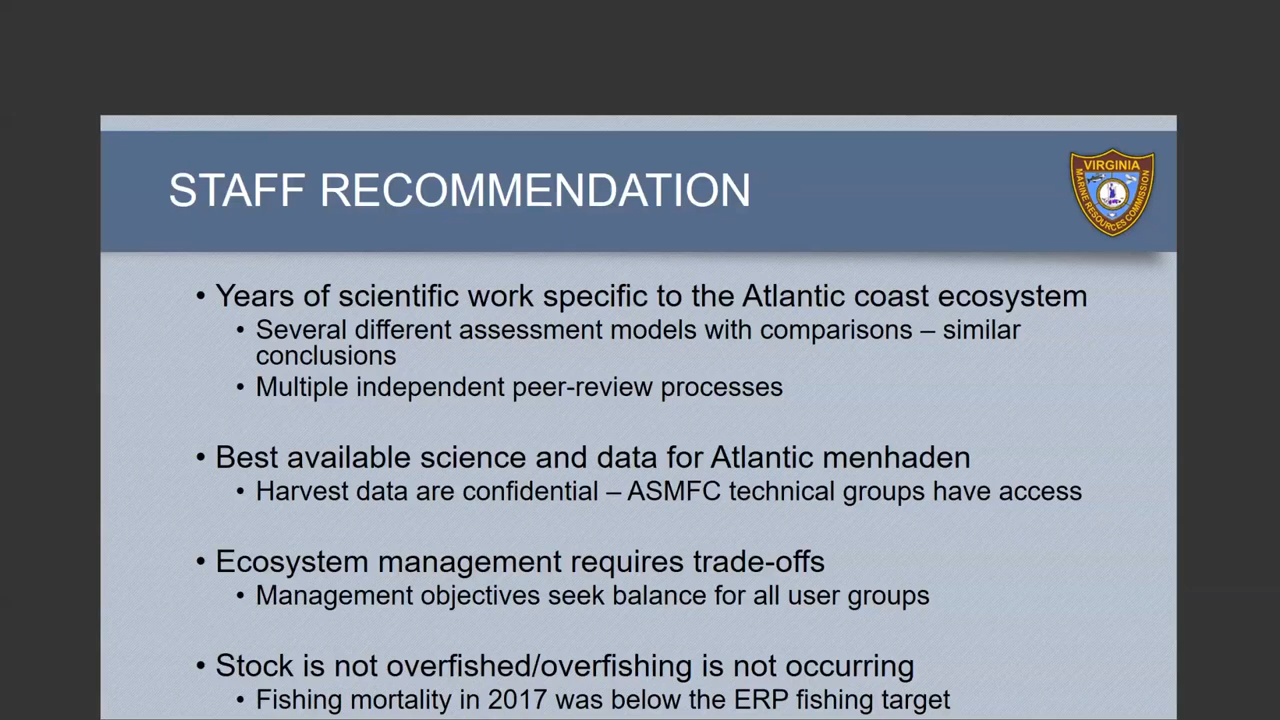 STAFF RECOMMENDATION
VIRGINIA
MARINE RESOURCES COMMISSION
• Years of scientific work specific to the Atlantic coast ecosystem
• Several different assessment models with comparisons – similar
conclusions
• Multiple independent peer-review processes
• Best available science and data for Atlantic menhaden
• Harvest data are confidential – ASMFC technical groups have access
• Ecosystem management requires trade-offs
• Management objectives seek balance for all user groups
• Stock is not overfished/overfishing is not occurring
• Fishing mortality in 2017 was below the ERP fishing target